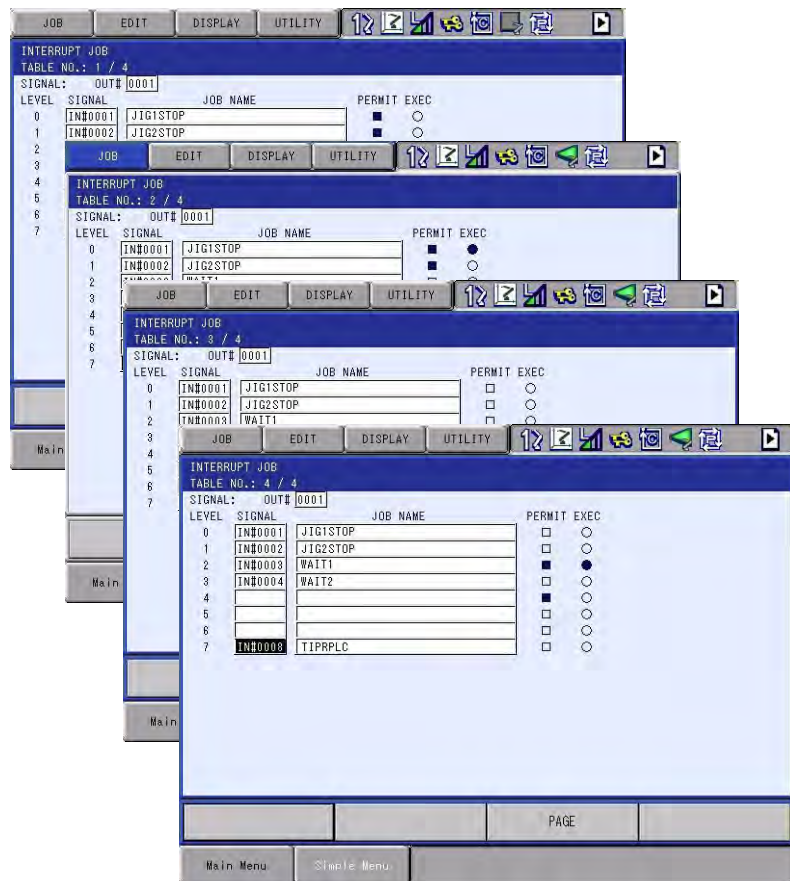 JOB EDIT DISPLAY UTILITY
INTERRUPT JOB
TABLE NO.: 1 / 4
SIGNAL: OUT# 0001
LEVEL SIGNAL JOB NAME PERMIT EXEC
0 IN#0001 JIG1STOP
1 IN#0002 JIG2STOP
2
3
4
5
6
7
Main
JOB EDIT DISPLAY UTILITY
INTERRUPT JOB
TABLE NO.: 2 / 4
SIGNAL: OUT# 0001
LEVEL SIGNAL JOB NAME PERMIT EXEC
0 IN#0001 JIG1STOP
1 IN#0002 JIG2STOP
2 WAIT1
3
4
5
6
7
Main
JOB EDIT DISPLAY UTILITY
INTERRUPT JOB
TABLE NO.: 3 / 4
SIGNAL: OUT# 0001
LEVEL SIGNAL JOB NAME PERMIT EXEC
0 IN#0001 JIG1STOP
1 IN#0002 JIG2STOP
2 IN#0003 WAIT1
3
4
5
6
7
Main
JOB EDIT DISPLAY UTILITY
INTERRUPT JOB
TABLE NO.: 4 / 4
SIGNAL: OUT# 0001
LEVEL SIGNAL JOB NAME PERMIT EXEC
0 IN#0001 JIG1STOP
1 IN#0002 JIG2STOP
2 IN#0003 WAIT1
3 IN#0004 WAIT2
4
5
6
7 IN#0008 TIPRPLC
PAGE
Main Menu Simple Menu